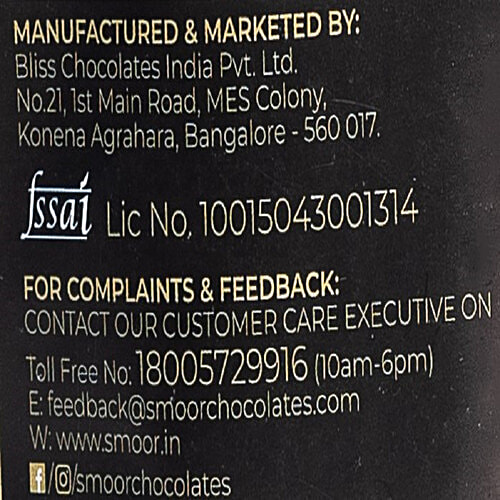 MANUFACTURED & MARKETED BY:
Bliss Chocolates India Pvt. Ltd.
No.21, 1st Main Road, MES Colony,
Konena Agrahara, Bangalore - 560 017.
fssai Lic No. 10015043001314
FOR COMPLAINTS & FEEDBACK:
CONTACT OUR CUSTOMER CARE EXECUTIVE ON
Toll Free No: 18005729916 (10am-6pm)
E: feedback@smoorchocolates.com
W: www.smoor.in
f/smoorchocolates